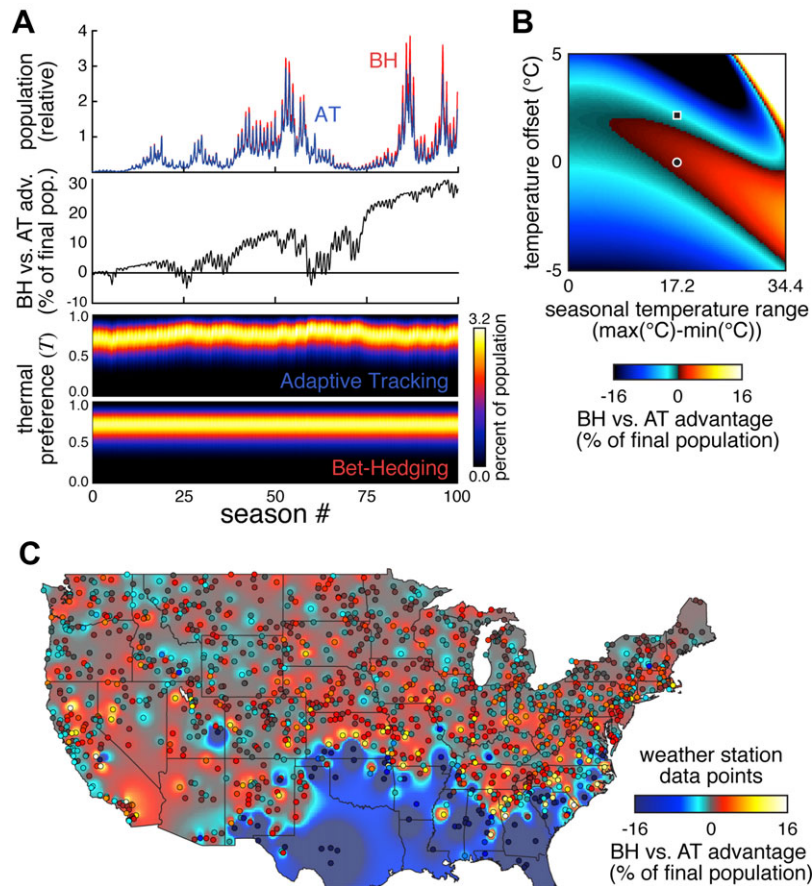 A
population
(relative)
4
3
2
1
BH
AT
BH vs. AT adv.
(% of final pop.)
30
20
10
0
-10
thermal
preference (T)
1.0
0.5
0.0
Adaptive Tracking
1.0
0.5
0.0
Bet-Hedging
3.2
0.0
percent of population
0
25
50
75
100
season #
B
temperature offset (°C)
5
0
-5
0
17.2
34.4
seasonal temperature range
(max(°C)-min(°C))
-16
0
16
BH vs. AT advantage
(% of final population)
C
weather station
data points
-16
0
16
BH vs. AT advantage
(% of final population)